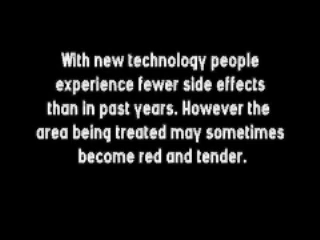 With new technology people
experience fewer side effects
than in past years. However the
area being treated may sometimes
become red and tender.